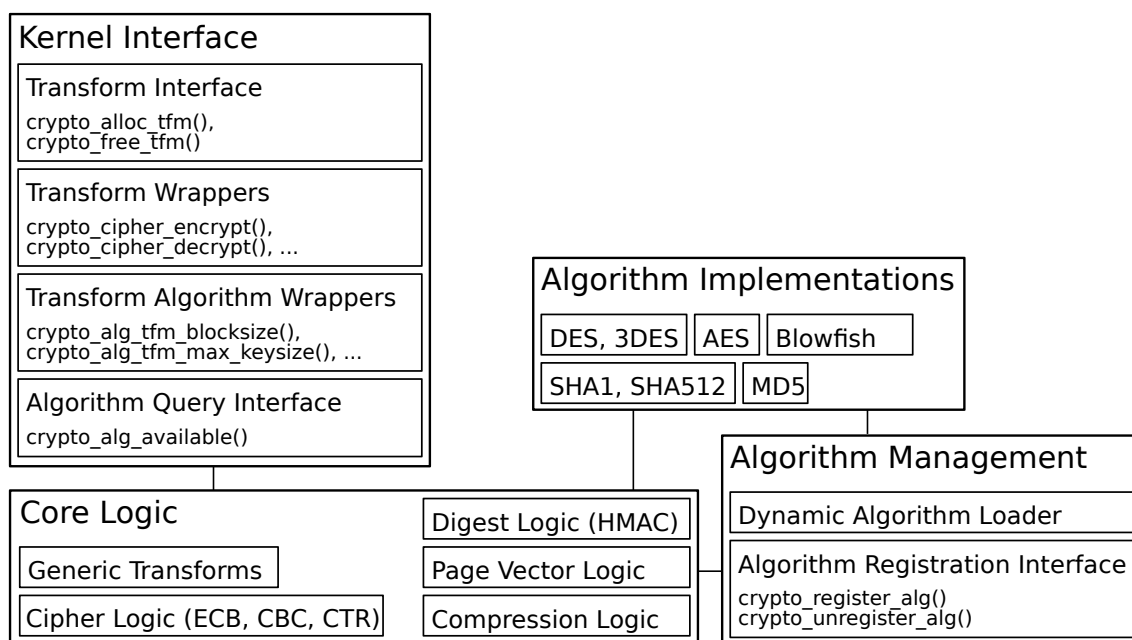 Kernel Interface
Transform Interface
crypto_alloc_tfm(),
crypto_free_tfm()
Transform Wrappers
crypto_cipher_encrypt(),
crypto_cipher_decrypt(), ...
Transform Algorithm Wrappers
crypto_alg_tfm_blocksize(),
crypto_alg_tfm_max_keysize(), ...
Algorithm Query Interface
crypto_alg_available()
Algorithm Implementations
DES, 3DES
AES
Blowfish
SHA1, SHA512
MD5
Core Logic
Generic Transforms
Cipher Logic (ECB, CBC, CTR)
Digest Logic (HMAC)
Page Vector Logic
Compression Logic
Algorithm Management
Dynamic Algorithm Loader
Algorithm Registration Interface
crypto_register_alg()
crypto_unregister_alg()